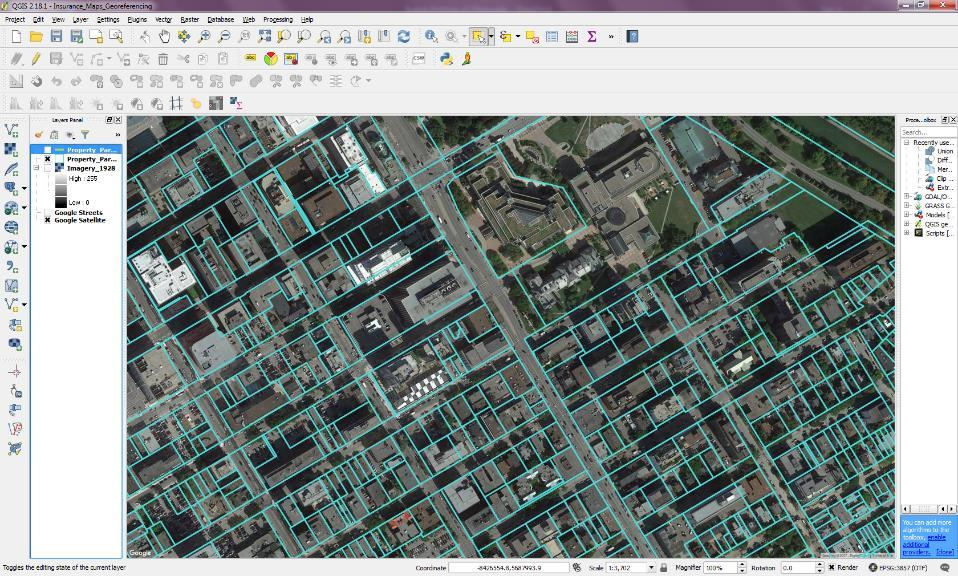 QGIS 2.18.1 - Insurance_Maps_Georeferencing
Project Edit View Layer Settings Plugins Vector Raster Database Web Processing Help
abc
CSW
Layers Panel
Property_Par...
Property_Par...
Imagery_1928
High : 255
Low : 0
Google Streets
Google Satellite
Google
Proce...olbox
Search...
Recently use...
Union
Diff...
Mer...
Clip ...
Extr...
GDAL/O...
GRASS G...
Models [
QGIS ge...
Scripts [...
You can add more
algorithms to the
toolbox, enable
additional
providers. [close]
Toggles the editing state of the current layer
Coordinate -8426554.8,5687993.9
Scale 1:3,702
Magnifier 100%
Rotation 0.0
Render
EPSG:3857 (OTF)